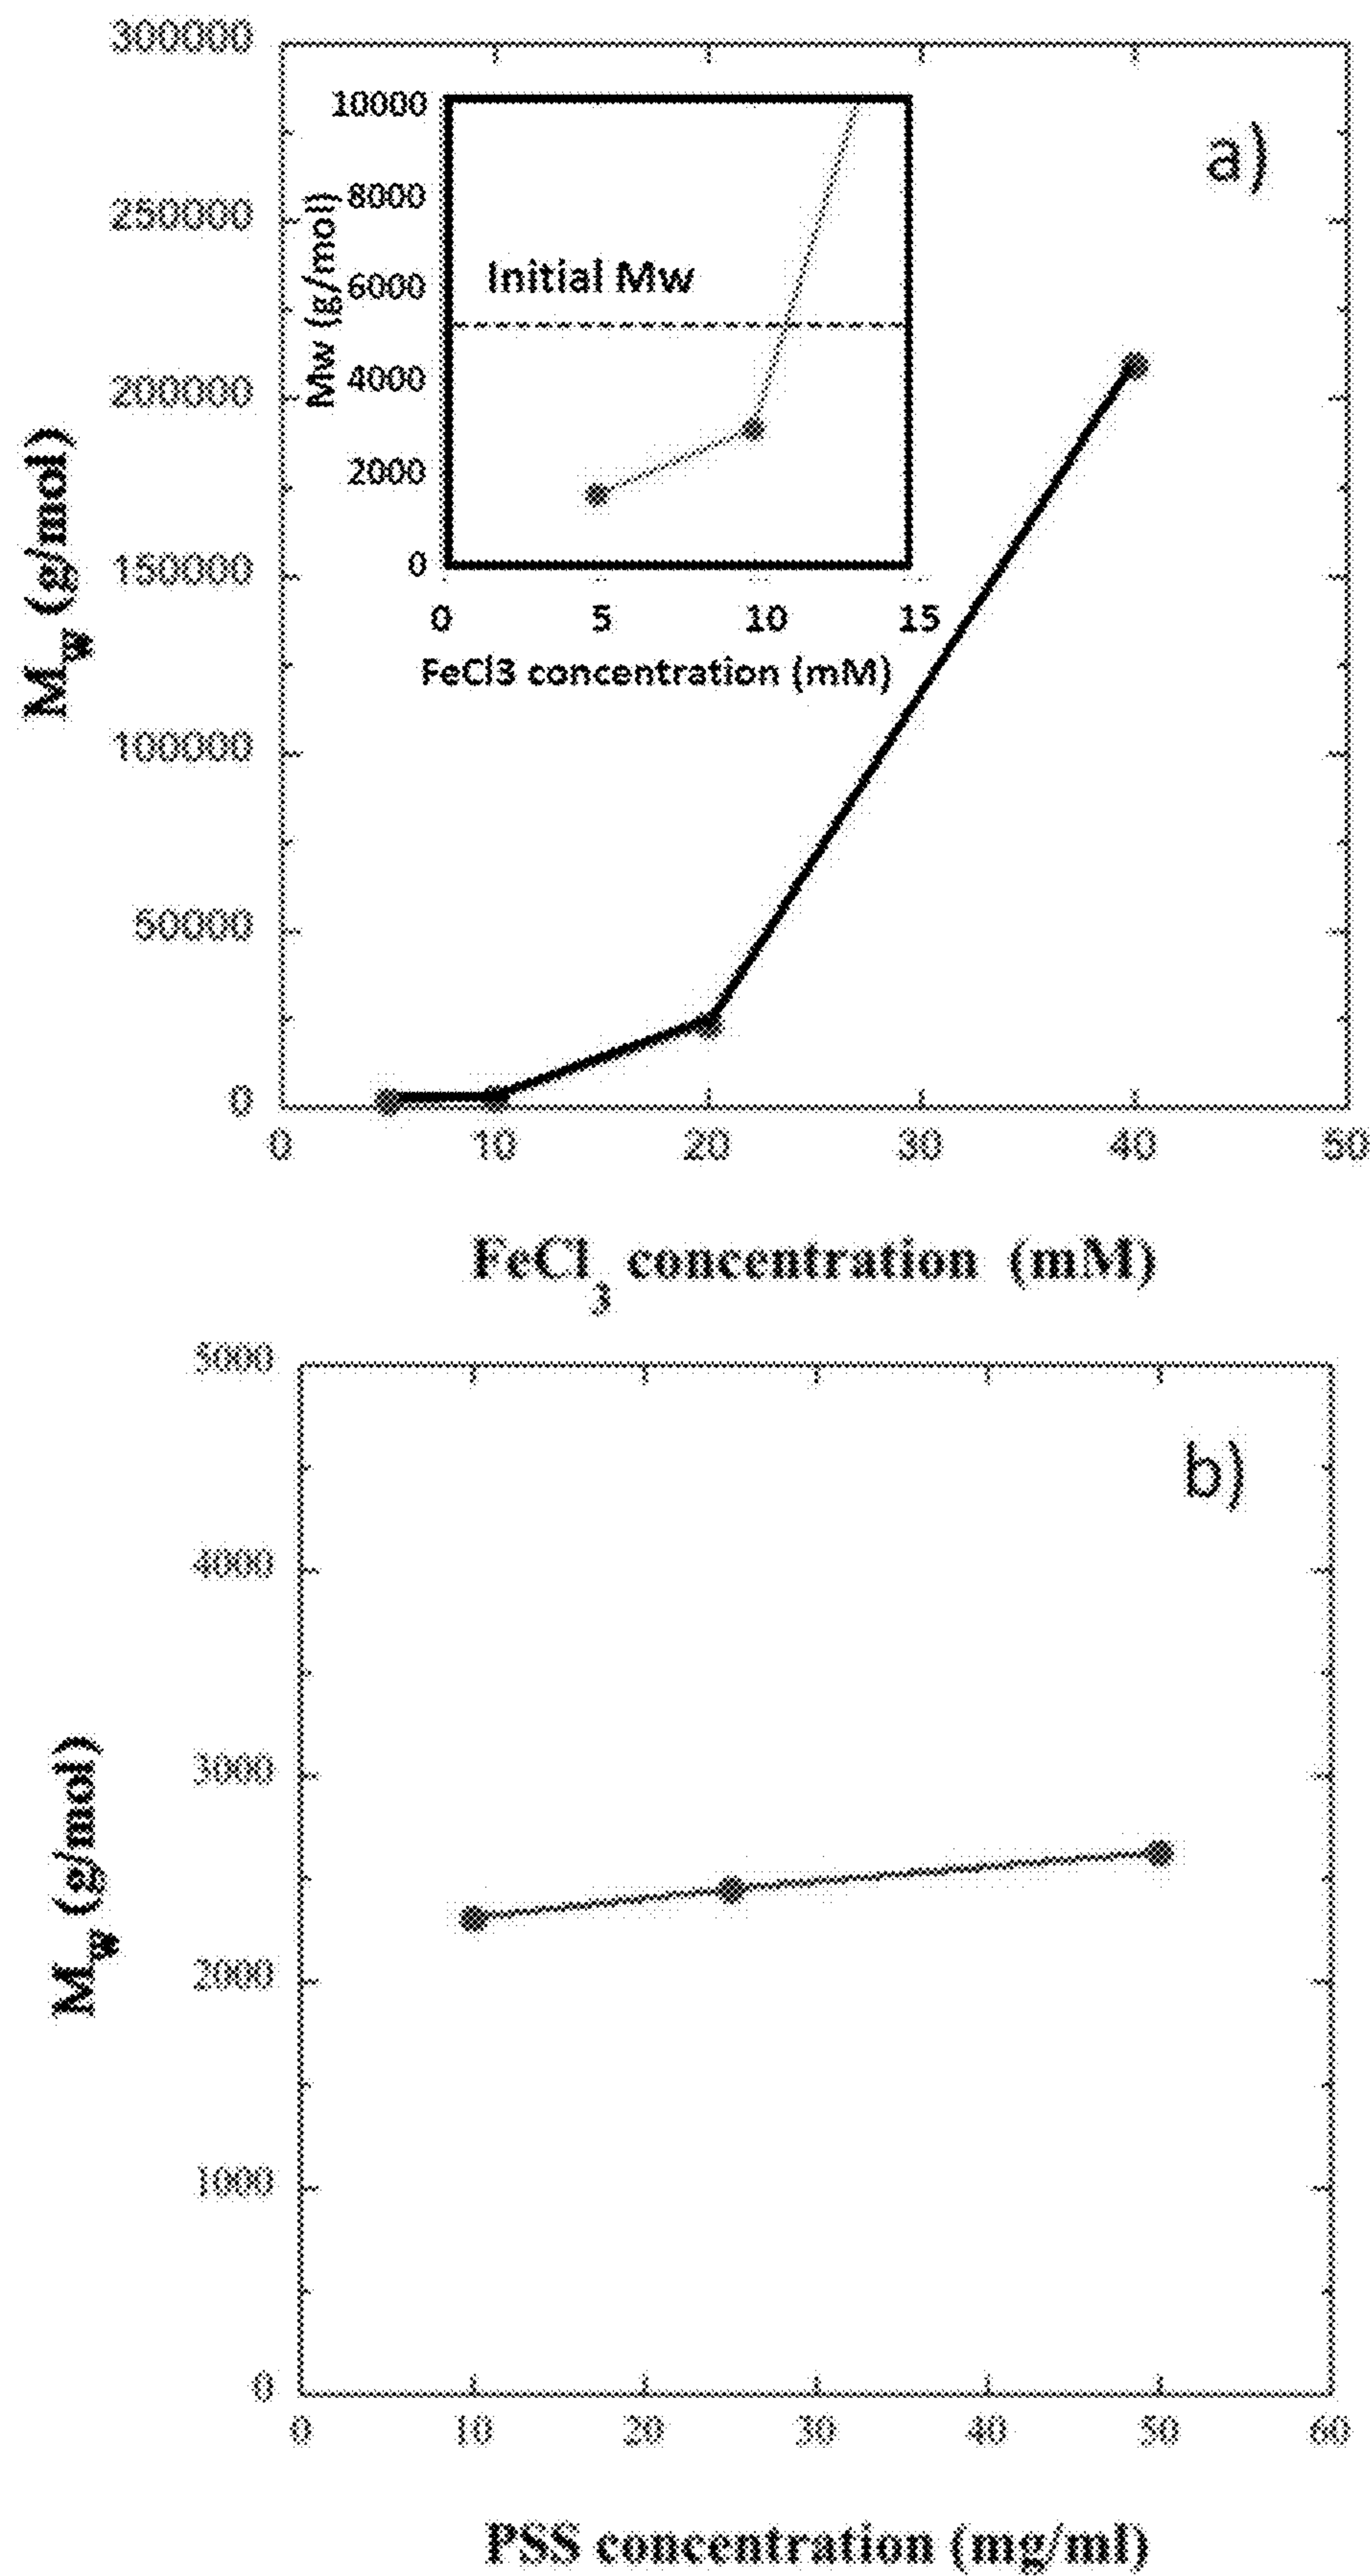 300000
250000
200000
150000
100000
50000
0
M_w (g/mol)
a)
10000
8000
6000
4000
2000
0
Mw (g/mol)
Initial Mw
0 5 10 15
FeCl3 concentration (mM)
0 10 20 30 40 50
FeCl₃ concentration (mM)
5000
4000
3000
2000
1000
0
M_w (g/mol)
b)
0 10 20 30 40 50 60
PSS concentration (mg/ml)